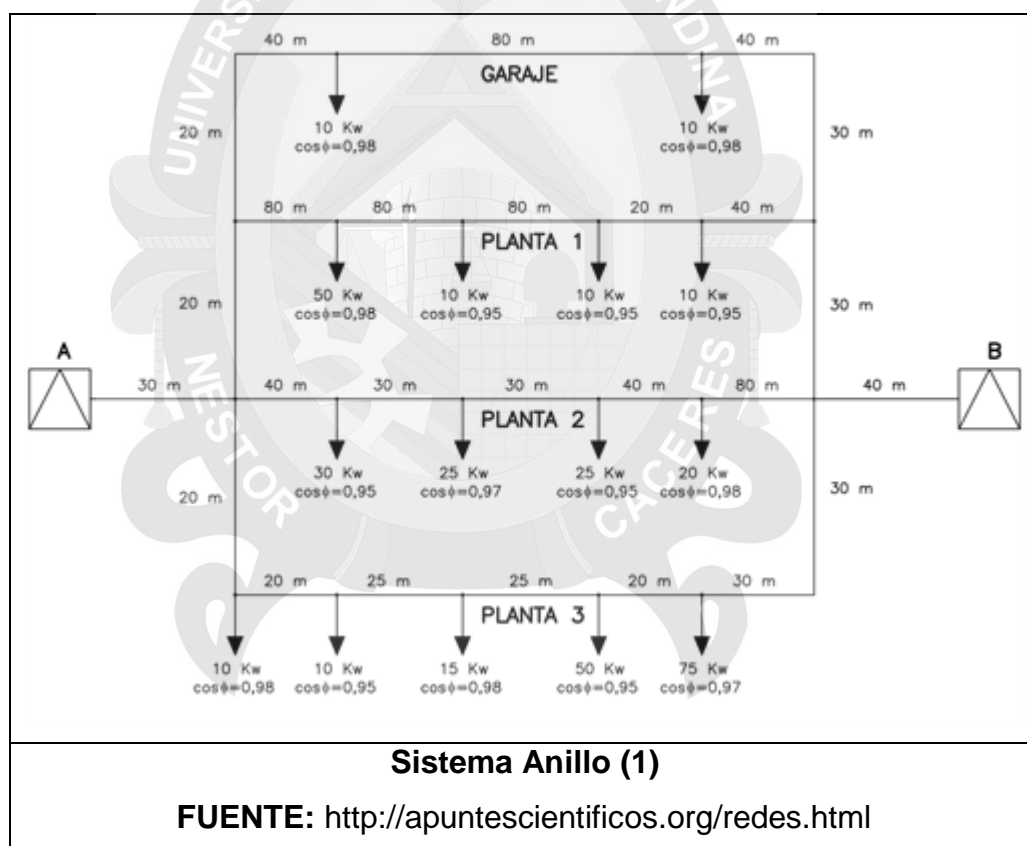 40 m 80 m 40 m
GARAJE
20 m 10 Kw 10 Kw 30 m
cosϕ=0,98 cosϕ=0,98
80 m 80 m 80 m 20 m 40 m
PLANTA 1
20 m 50 Kw 10 Kw 10 Kw 10 Kw 30 m
cosϕ=0,98 cosϕ=0,95 cosϕ=0,95 cosϕ=0,95
A B
30 m 40 m 30 m 30 m 40 m 80 m 40 m
PLANTA 2
20 m 30 Kw 25 Kw 25 Kw 20 Kw 30 m
cosϕ=0,95 cosϕ=0,97 cosϕ=0,95 cosϕ=0,98
20 m 25 m 25 m 20 m 30 m
PLANTA 3
10 Kw 10 Kw 15 Kw 50 Kw 75 Kw
cosϕ=0,98 cosϕ=0,95 cosϕ=0,98 cosϕ=0,95 cosϕ=0,97
NESTOR CACERES
Sistema Anillo (1)
FUENTE: http://apuntescientificos.org/redes.html